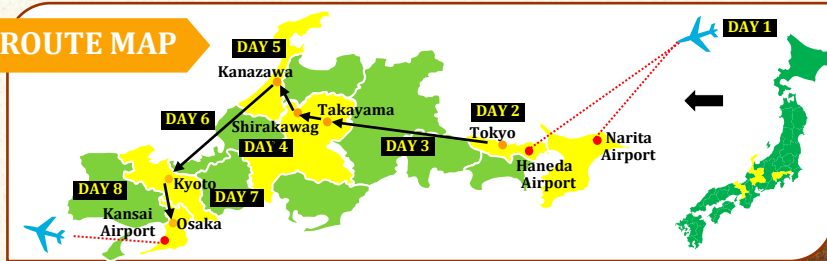 ROUTE MAP
DAY 1
DAY 5
Kanazawa
DAY 6
Takayama
Shirakawag
DAY 2
Tokyo
DAY 4
DAY 3
Haneda
Airport
Narita
Airport
DAY 8
Kyoto
DAY 7
Kansai
Airport
Osaka